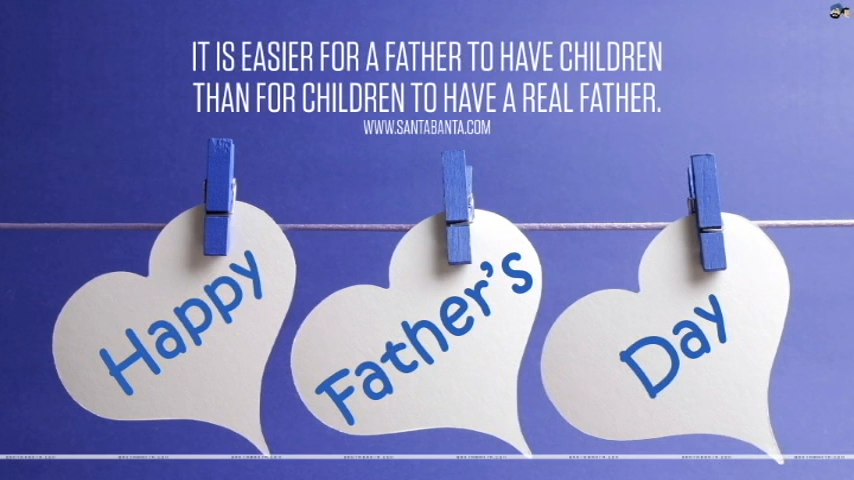 IT IS EASIER FOR A FATHER TO HAVE CHILDREN
THAN FOR CHILDREN TO HAVE A REAL FATHER.
WWW.SANTABANTA.COM
Happy
Father's
Day